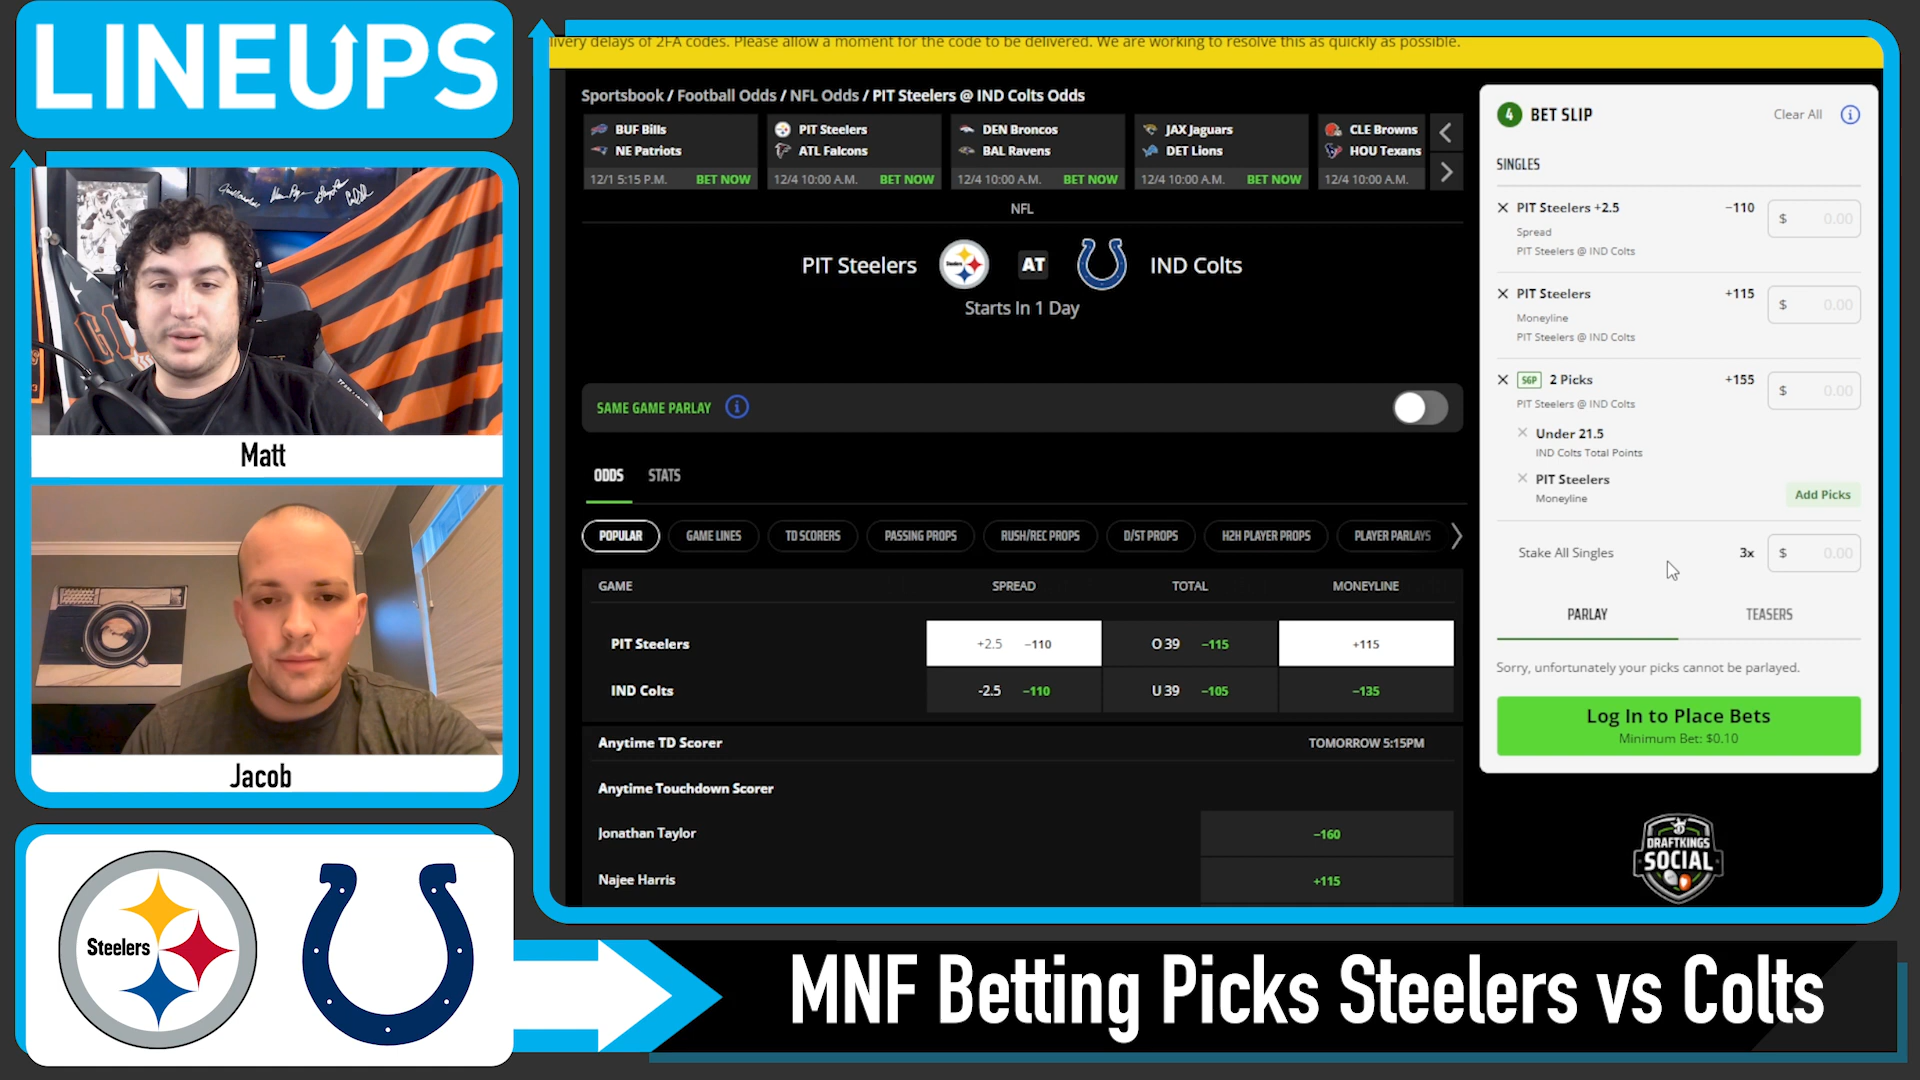 LINEUPS
Matt
Jacob
Steelers
MNF Betting Picks Steelers vs Colts
livery delays of 2FA codes. Please allow a moment for the code to be delivered. We are working to resolve this as quickly as possible.
Sportsbook / Football Odds / NFL Odds / PIT Steelers @ IND Colts Odds
BUF Bills
NE Patriots
12/1 5:15 P.M. BET NOW
PIT Steelers
ATL Falcons
12/4 10:00 A.M. BET NOW
DEN Broncos
BAL Ravens
12/4 10:00 A.M. BET NOW
JAX Jaguars
DET Lions
12/4 10:00 A.M. BET NOW
CLE Browns
HOU Texans
12/4 10:00 A.M.
NFL
PIT Steelers Steelers AT IND Colts
Starts In 1 Day
SAME GAME PARLAY i
ODDS STATS
POPULAR GAME LINES TD SCORERS PASSING PROPS RUSH/REC PROPS D/ST PROPS H2H PLAYER PROPS PLAYER PARLAYS
GAME SPREAD TOTAL MONEYLINE
PIT Steelers +2.5 −110 O 39 −115 +115
IND Colts -2.5 −110 U 39 −105 −135
Anytime TD Scorer TOMORROW 5:15PM
Anytime Touchdown Scorer
Jonathan Taylor −160
Najee Harris +115
4 BET SLIP Clear All i
SINGLES
PIT Steelers +2.5 −110 $ 0.00
Spread
PIT Steelers @ IND Colts
PIT Steelers +115 $ 0.00
Moneyline
PIT Steelers @ IND Colts
SGP 2 Picks +155 $ 0.00
PIT Steelers @ IND Colts
Under 21.5
IND Colts Total Points
PIT Steelers
Moneyline
Add Picks
Stake All Singles 3x $ 0.00
PARLAY TEASERS
Sorry, unfortunately your picks cannot be parlayed.
Log In to Place Bets
Minimum Bet: $0.10
DRAFTKINGS
SOCIAL